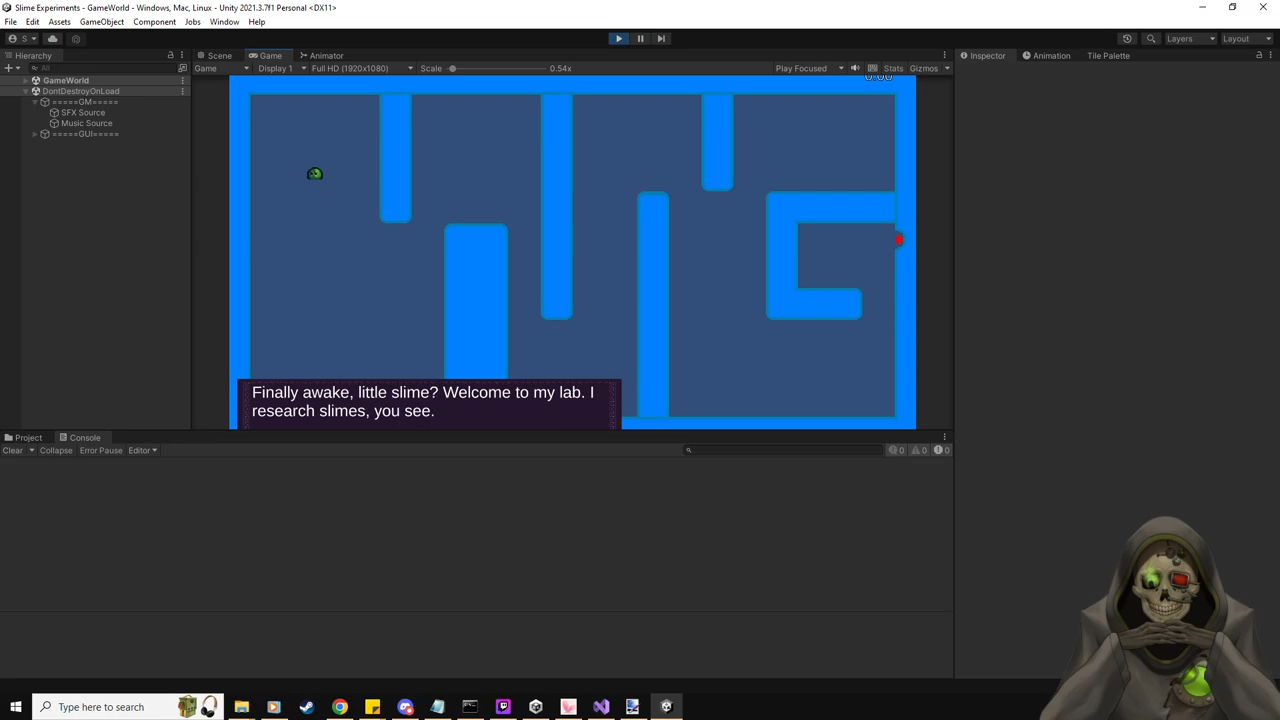 Slime Experiments - GameWorld - Windows, Mac, Linux - Unity 2021.3.7f1 Personal <DX11>
File Edit Assets GameObject Component Jobs Window Help
S Layers Layout
Hierarchy Scene Game Animator Inspector Animation Tile Palette
All Game Display 1 Full HD (1920x1080) Scale 0.54x Play Focused Stats Gizmos
GameWorld
DontDestroyOnLoad
=====GM=====
SFX Source
Music Source
=====GUI=====
0:00
Finally awake, little slime? Welcome to my lab. I
research slimes, you see.
Project Console
Clear Collapse Error Pause Editor 0 0 0
Type here to search